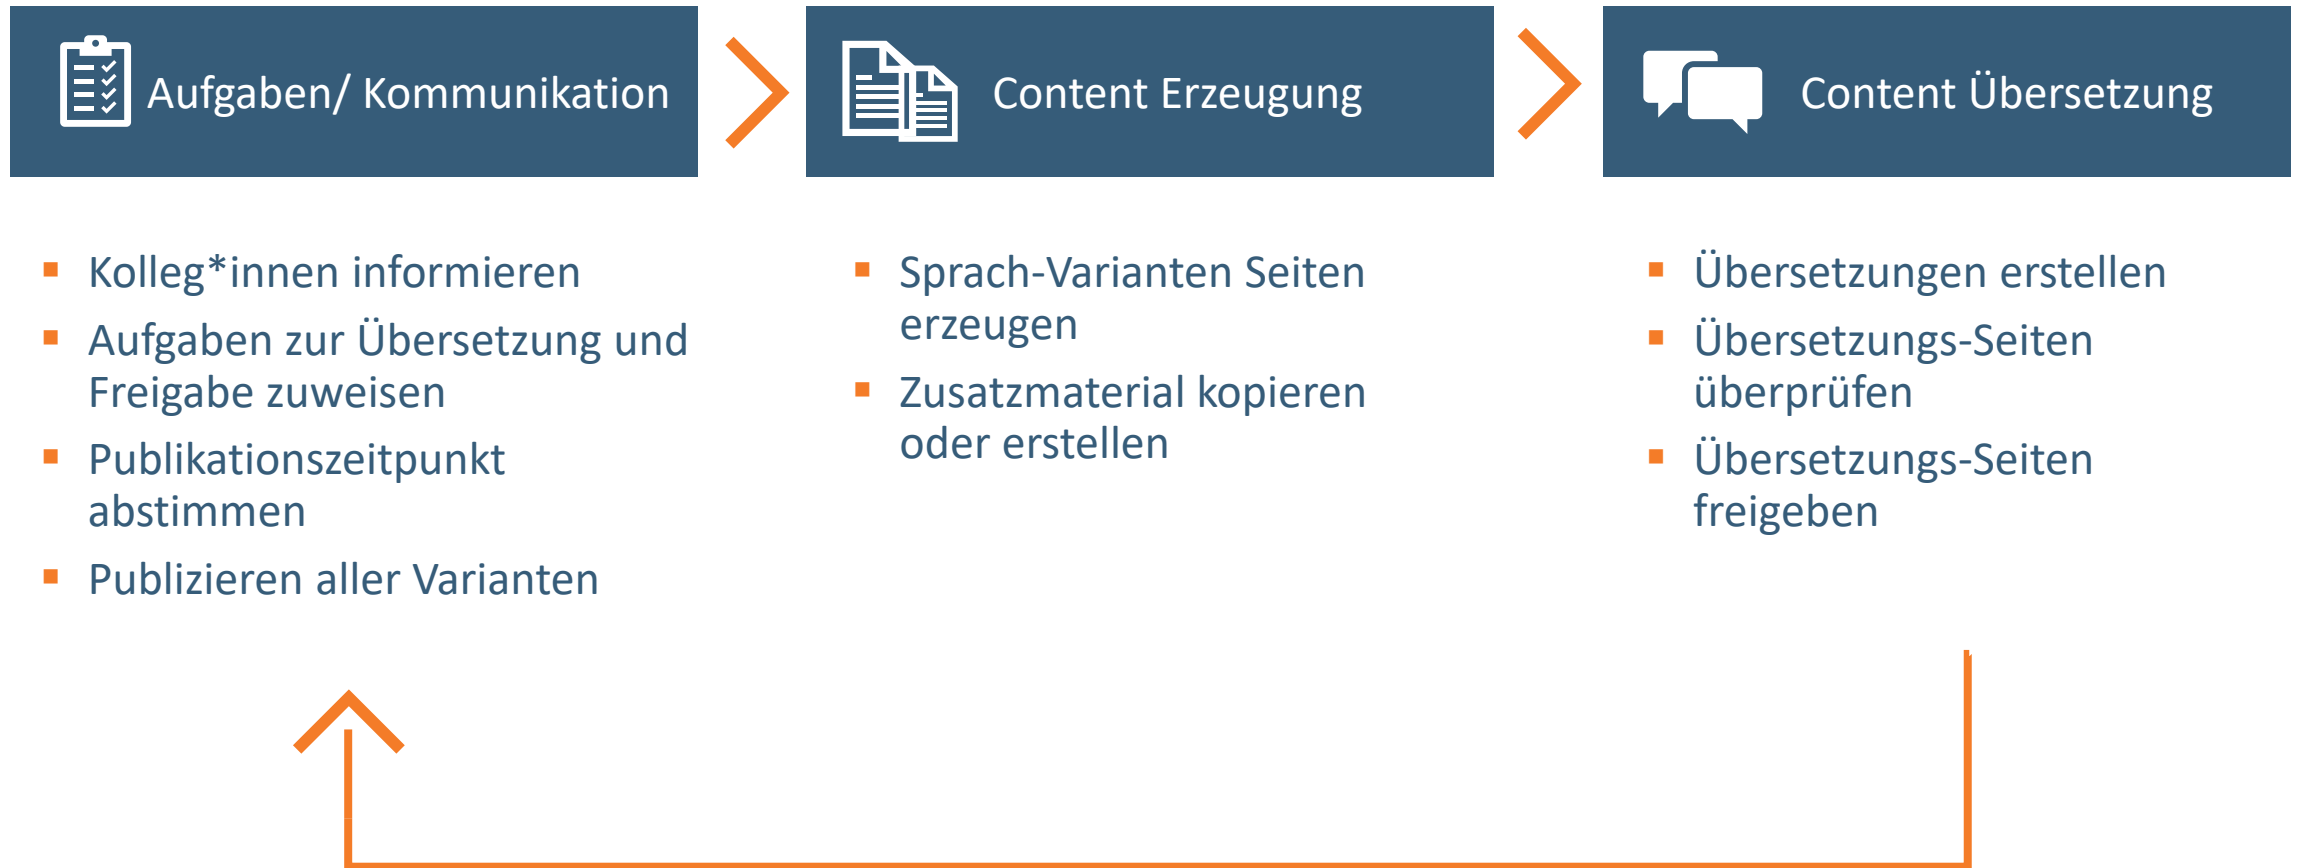 Aufgaben/ Kommunikation
Content Erzeugung
Content Übersetzung
Kolleg*innen informieren
Aufgaben zur Übersetzung und
Freigabe zuweisen
Publikationszeitpunkt
abstimmen
Publizieren aller Varianten
Sprach-Varianten Seiten
erzeugen
Zusatzmaterial kopieren
oder erstellen
Übersetzungen erstellen
Übersetzungs-Seiten
überprüfen
Übersetzungs-Seiten
freigeben